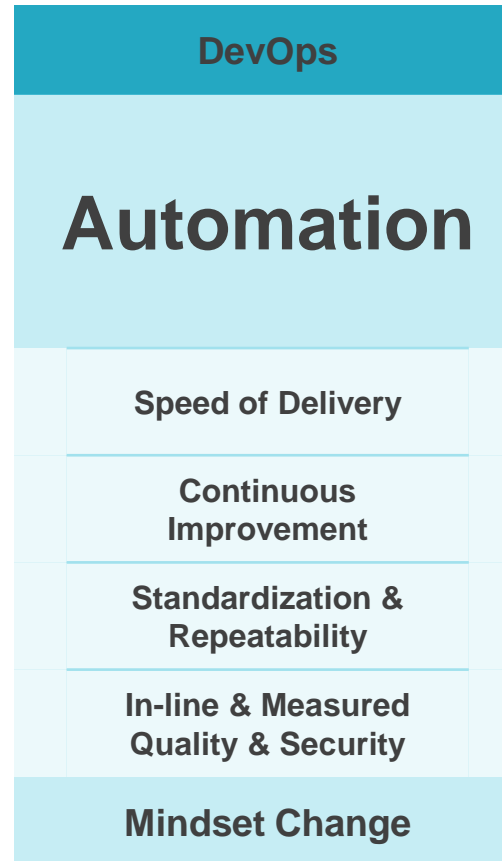 DevOps
Automation
Speed of Delivery
Continuous
Improvement
Standardization &
Repeatability
In-line & Measured
Quality & Security
Mindset Change